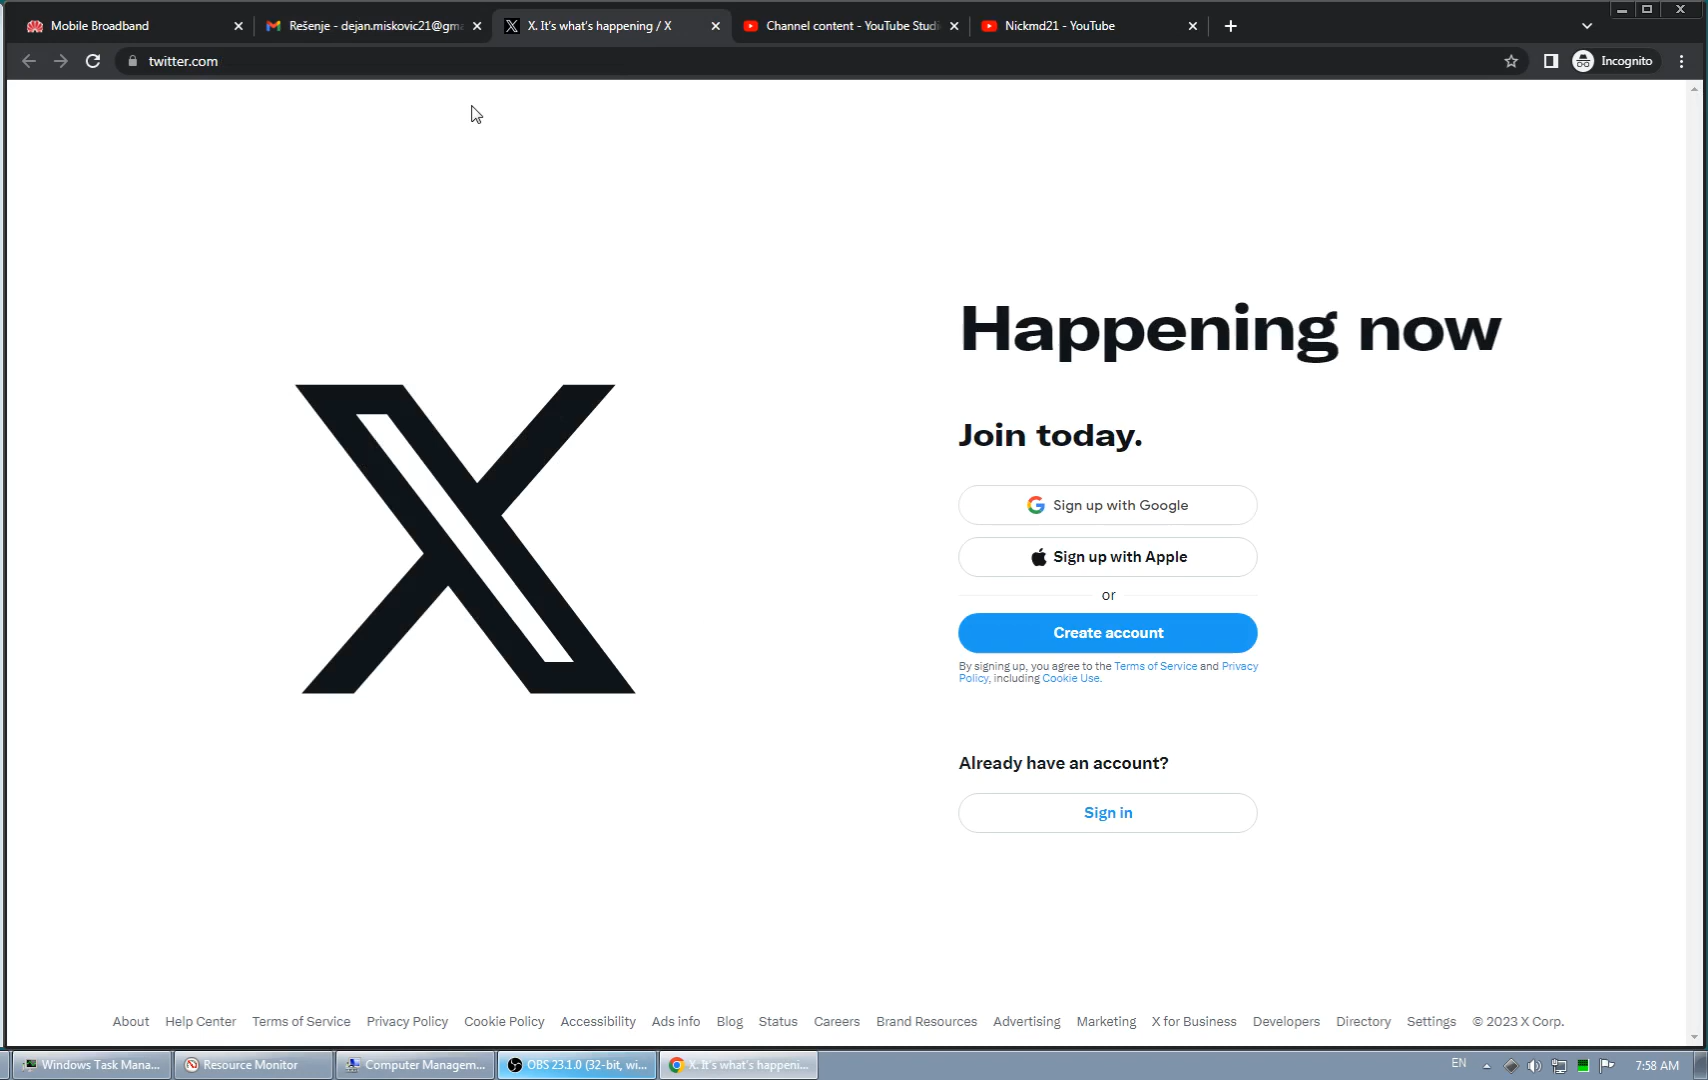 Mobile Broadband
Rešenje - dejan.miskovic21@gma
X. It's what's happening / X
Channel content - YouTube Studi
Nickmd21 - YouTube
twitter.com
Incognito
Happening now
Join today.
Sign up with Google
Sign up with Apple
or
Create account
By signing up, you agree to the Terms of Service and Privacy
Policy, including Cookie Use.
Already have an account?
Sign in
About Help Center Terms of Service Privacy Policy Cookie Policy Accessibility Ads info Blog Status Careers Brand Resources Advertising Marketing X for Business Developers Directory Settings © 2023 X Corp.
Windows Task Mana...
Resource Monitor
Computer Managem...
OBS 23.1.0 (32-bit, wi...
X. It's what's happeni...
EN
7:58 AM